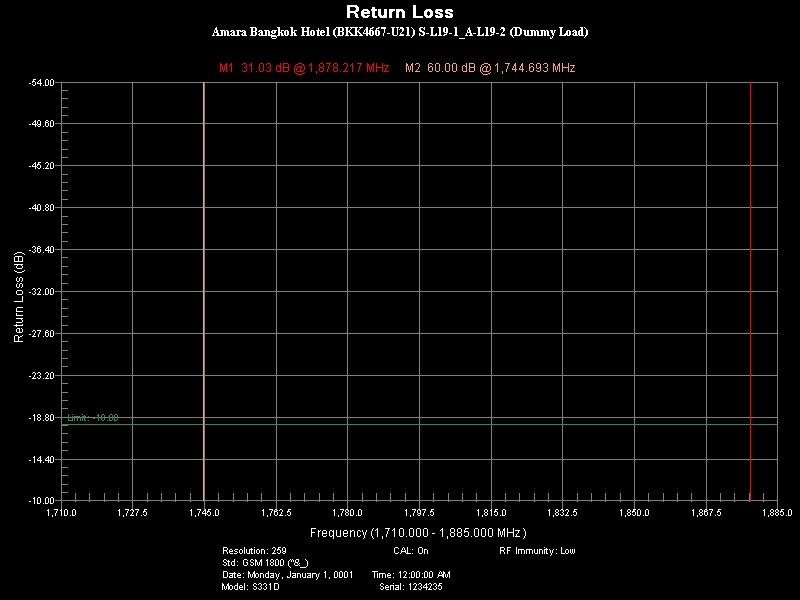 Return Loss
Amara Bangkok Hotel (BKK4667-U21) S-L19-1_A-L19-2 (Dummy Load)
M1 31.03 dB @ 1,878.217 MHz M2 60.00 dB @ 1,744.693 MHz
-54.00
-49.60
-45.20
-40.80
-36.40
Return Loss (dB)
-32.00
-27.60
-23.20
-18.80
Limit:
-14.40
-10.00
1,710.0 1,727.5 1,745.0 1,762.5 1,780.0 1,797.5 1,815.0 1,832.5 1,850.0 1,867.5 1,885.0
Frequency (1,710.000 - 1,885.000 MHz )
Resolution: 259 CAL: On RF Immunity: Low
Std: GSM 1800 (^&_)
Date: Monday, January 1, 0001 Time: 12:00:00 AM
Model: S331D Serial: 1234235